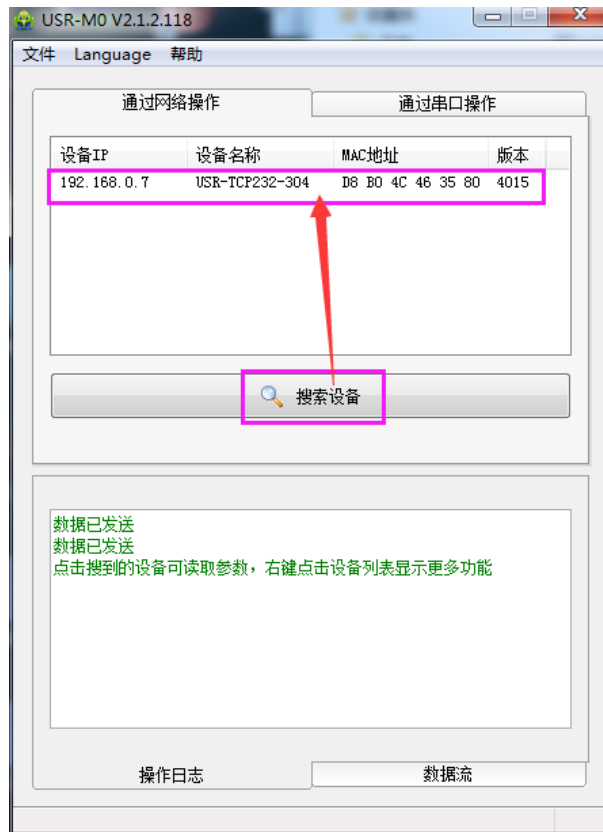 USR-M0 V2.1.2.118
文件 Language 帮助
通过网络操作 通过串口操作
设备IP 设备名称 MAC地址 版本
192.168.0.7 USR-TCP232-304 D8 B0 4C 46 35 80 4015
搜索设备
数据已发送
数据已发送
点击搜到的设备可读取参数，右键点击设备列表显示更多功能
操作日志 数据流